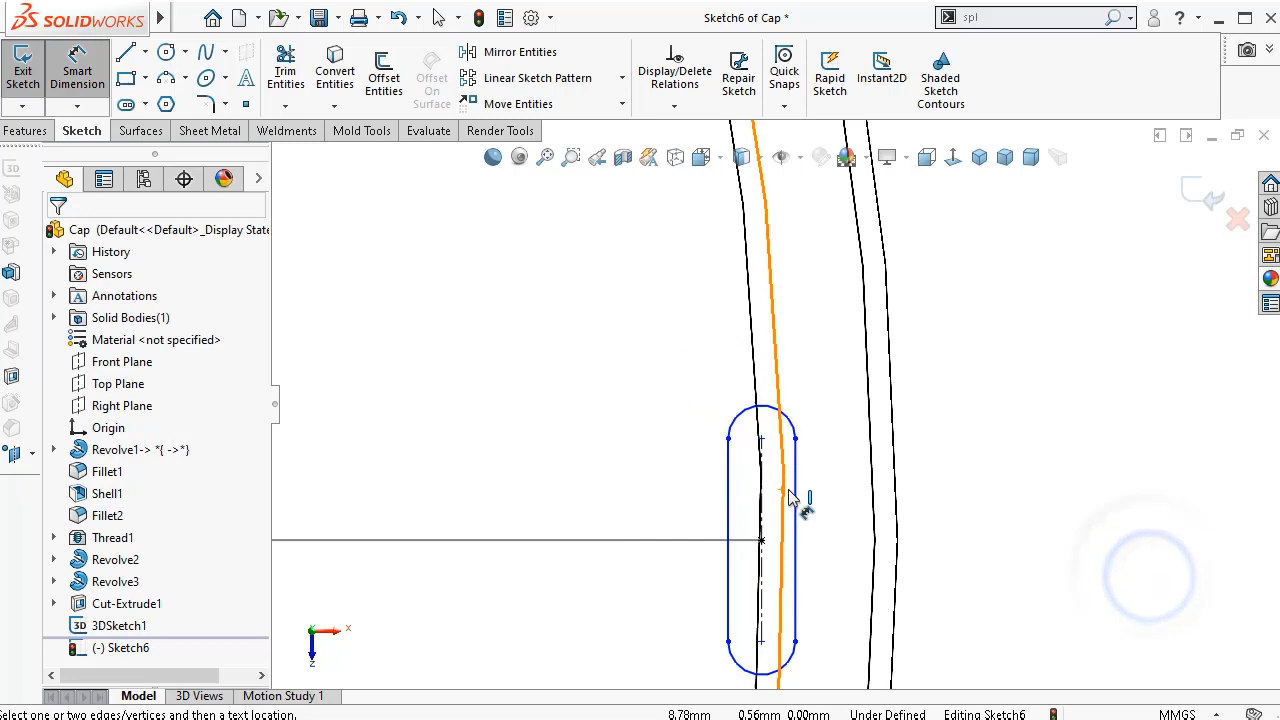 SOLIDWORKS
Sketch6 of Cap *
spl
Exit Sketch
Smart Dimension
Trim Entities
Convert Entities
Offset Entities
Offset On Surface
Mirror Entities
Linear Sketch Pattern
Move Entities
Display/Delete Relations
Repair Sketch
Quick Snaps
Rapid Sketch
Instant2D
Shaded Sketch Contours
Features
Sketch
Surfaces
Sheet Metal
Weldments
Mold Tools
Evaluate
Render Tools
Cap (Default<<Default>_Display State
History
Sensors
Annotations
Solid Bodies(1)
Material <not specified>
Front Plane
Top Plane
Right Plane
Origin
Revolve1-> *{ ->*}
Fillet1
Shell1
Fillet2
Thread1
Revolve2
Revolve3
Cut-Extrude1
3D 3DSketch1
(-) Sketch6
X
Z
Model
3D Views
Motion Study 1
Select one or two edges/vertices and then a text location.
8.78mm 0.56mm 0.00mm Under Defined Editing Sketch6 MMGS